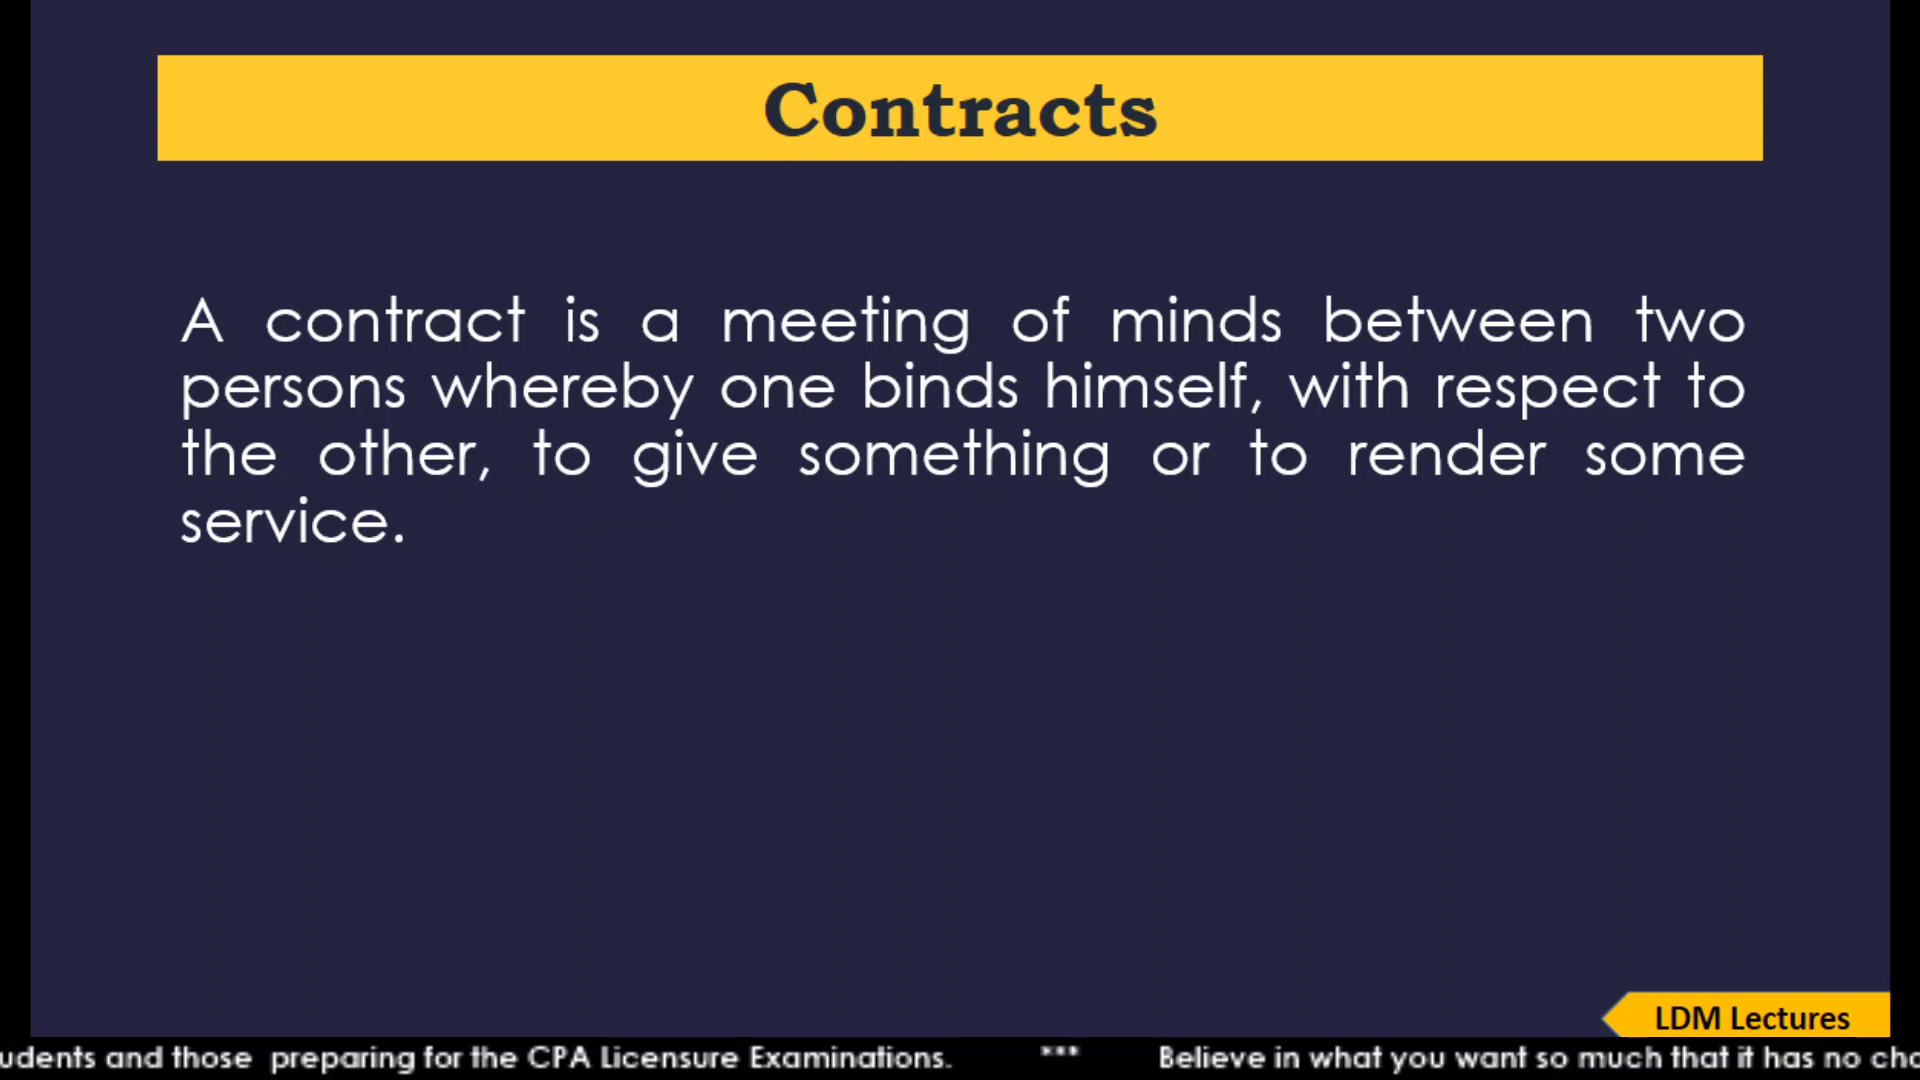 Contracts
A contract is a meeting of minds between two
persons whereby one binds himself, with respect to
the other, to give something or to render some
service.
LDM Lectures
and those preparing for the CPA Licensure Examinations. *** Believe in what you want so much that it has no